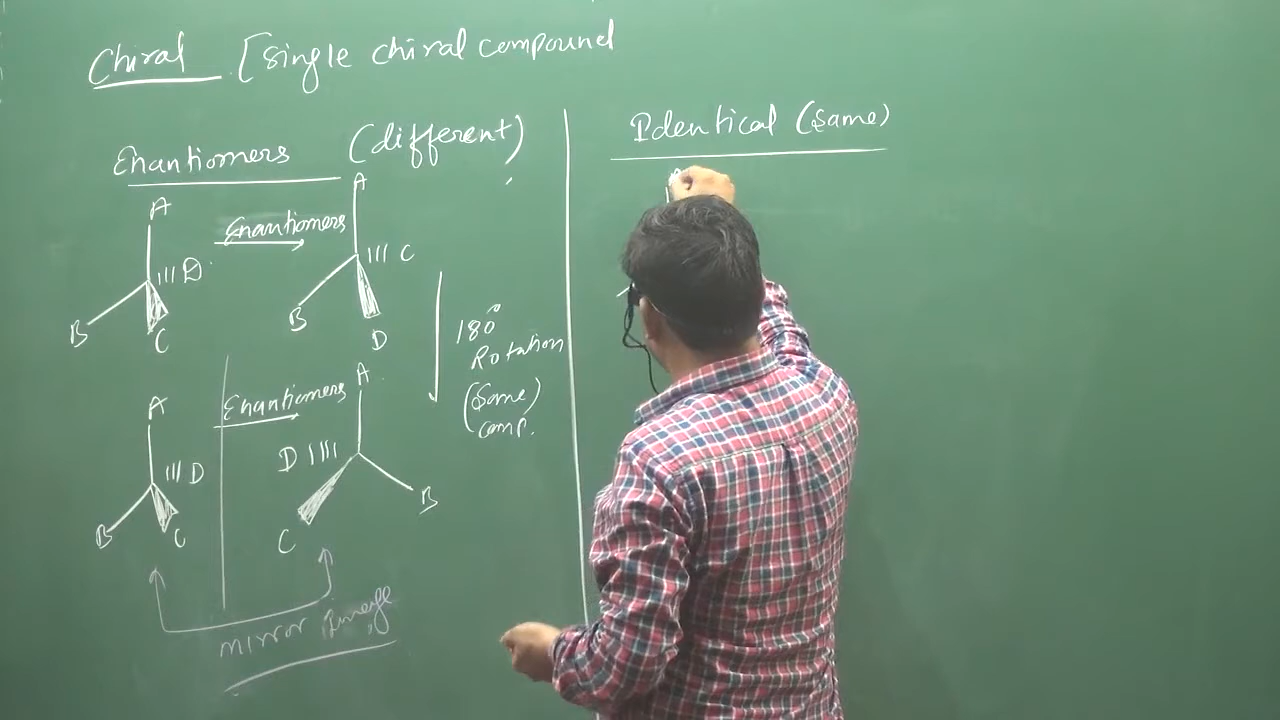 Chiral [Single chiral compound
Enantiomers (different)
A
Enantiomers
A
D
C
B
C
B
D
180° Rotation
(Same) comp.
A
Enantiomers
A
D
D
B
C
C
B
mirror Image
Identical (Same)